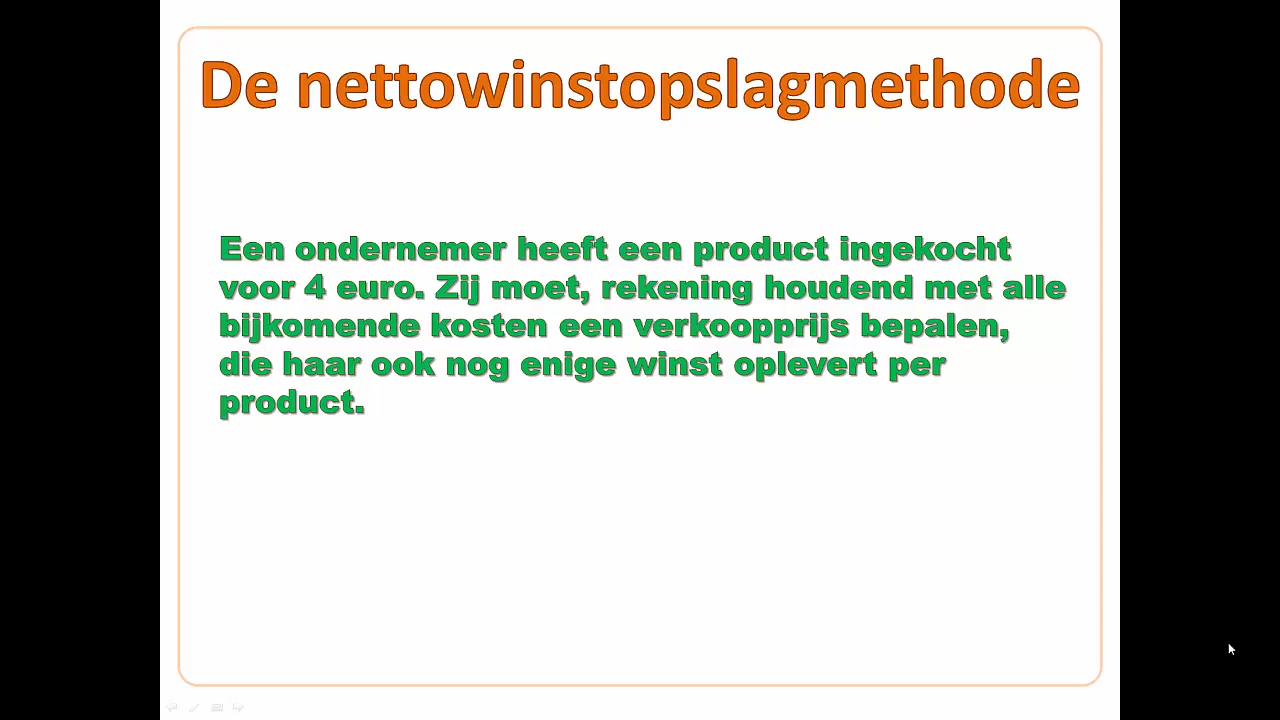 De nettowinstopslagmethode
Een ondernemer heeft een product ingekocht
voor 4 euro. Zij moet, rekening houdend met alle
bijkomende kosten een verkoopprijs bepalen,
die haar ook nog enige winst oplevert per
product.